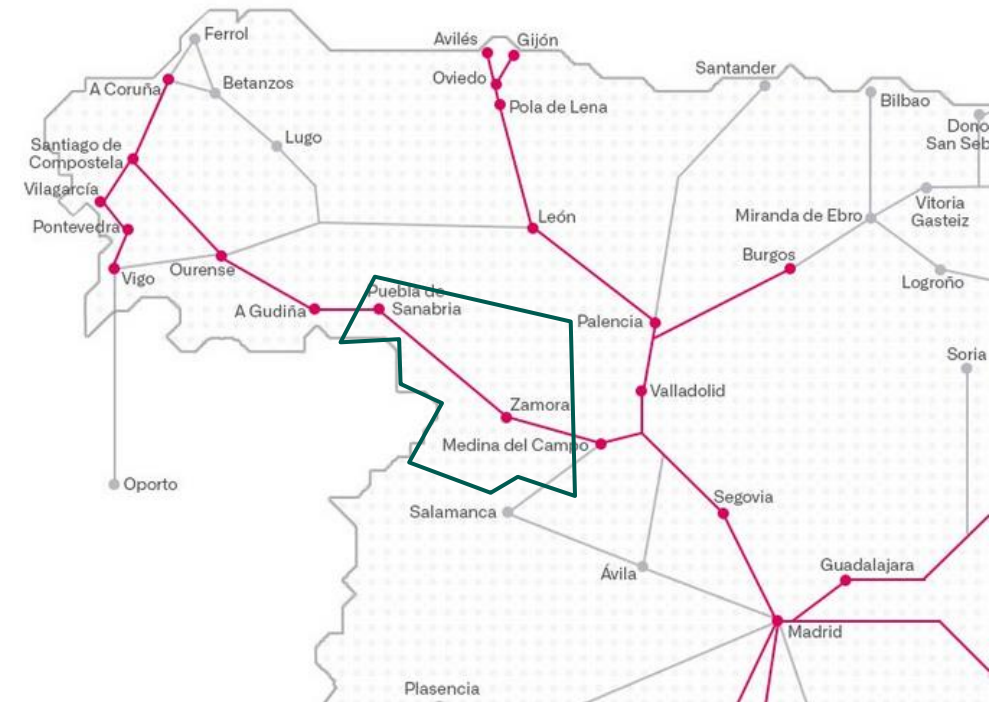 Ferrol
Avilés
Gijón
A Coruña
Betanzos
Oviedo
Pola de Lena
Santander
Bilbao
Dono
San Seb
Lugo
Santiago de
Compostela
Vilagarcía
Pontevedra
León
Miranda de Ebro
Vitoria
Gasteiz
Vigo
Ourense
Burgos
Logroño
A Gudiña
Puebla de
Sanabria
Palencia
Soria
Valladolid
Zamora
Medina del Campo
Oporto
Salamanca
Segovia
Ávila
Guadalajara
Madrid
Plasencia